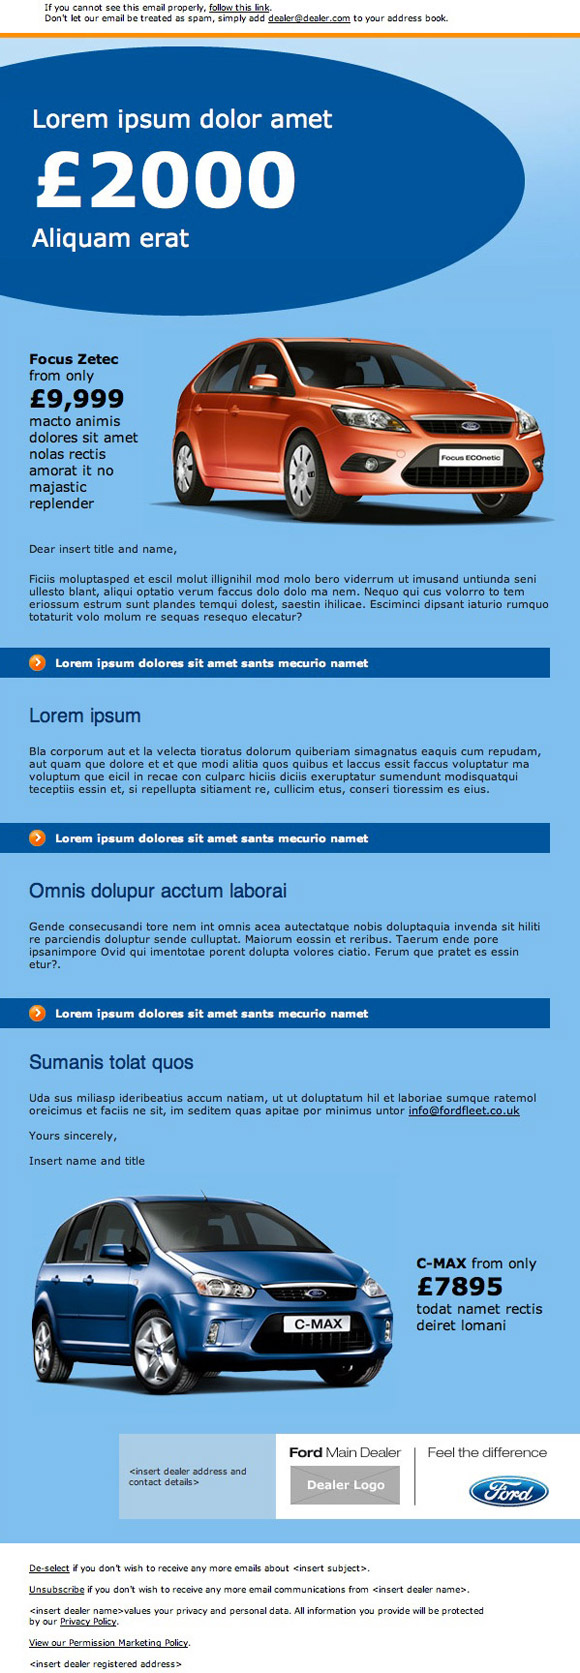 If you cannot see this email properly, follow this link.
Don't let our email be treated as spam, simply add dealer@dealer.com to your address book.
Lorem ipsum dolor amet
£2000
Aliquam erat
Focus Zetec
from only
£9,999
macto animis
dolores sit amet
nolas rectis
amorat it no
majastic
replender
Ford
Focus ECOnetic
Dear insert title and name,
Ficiis moluptasped et escil molut illignihil mod molo bero viderrum ut imusand untiunda seni
ullesto blant, aliqui optatio verum faccus dolo dolo ma nem. Nequo qui cus volorro to tem
eriossum estrum sunt plandes temqui dolest, saestin ihilicae. Esciminci dipsant iaturio rumquo
totaturit volo molum re sequas resequo elecatur?
Lorem ipsum dolores sit amet sants mecurio namet
Lorem ipsum
Bla corporum aut et la velecta tioratus dolorum quiberiam simagnatus eaquis cum repudam,
aut quam que dolore et et que modi alitia quos quibus et laccus essit faccus voluptatur ma
voluptum que eicil in recae con culparc hiciis diciis exeruptatur sumendunt modisquatqui
teceptiis essin et, si repellupta sitiament re, cullicim etus, conseri tioressim es eius.
Lorem ipsum dolores sit amet sants mecurio namet
Omnis dolupur acctum laborai
Gende consecusandi tore nem int omnis acea autectatque nobis doluptaquia invenda sit hiliti
re parciendis doluptur sende culluptat. Maiorum eossin et reribus. Taerum ende pore
ipsanimpore Ovid qui imentotae porent dolupta volores ciatio. Ferum que pratet es essin
etur?.
Lorem ipsum dolores sit amet sants mecurio namet
Sumanis tolat quos
Uda sus miliasp ideribeatius accum natiam, ut ut doluptatum hil et laboriae sumque ratemol
oreicimus et faciis ne sit, im seditem quas apitae por minimus untor info@fordfleet.co.uk
Yours sincerely,
Insert name and title
Ford
C-MAX
C-MAX from only
£7895
todat namet rectis
deiret lomani
<insert dealer address and
contact details>
Ford Main Dealer
Dealer Logo
Feel the difference
Ford
De-select if you don't wish to receive any more emails about <insert subject>.
Unsubscribe if you don't wish to receive any more email communications from <insert dealer name>.
<insert dealer name>values your privacy and personal data. All information you provide will be protected
by our Privacy Policy.
View our Permission Marketing Policy.
<insert dealer registered address>